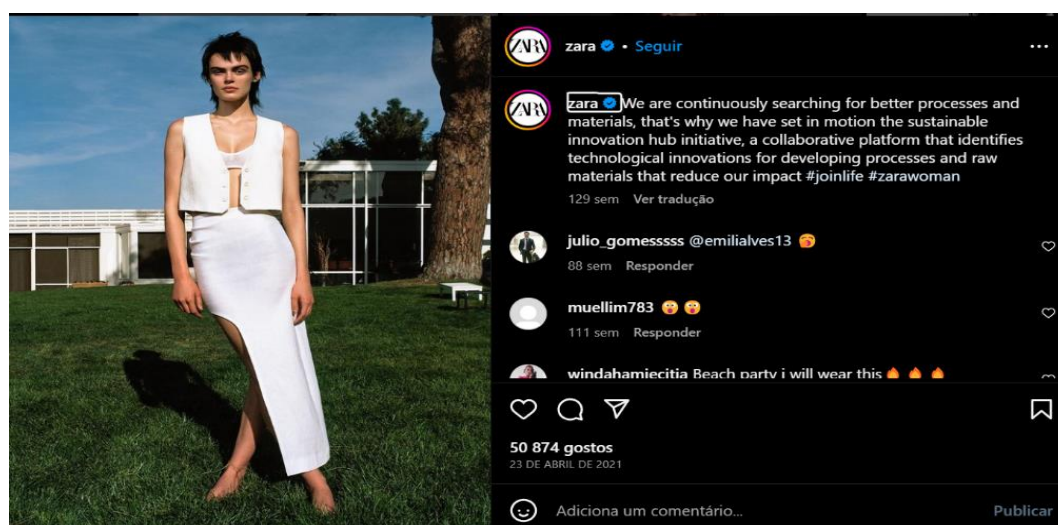 ZARA
zara • Seguir
ZARA
zara We are continuously searching for better processes and
materials, that's why we have set in motion the sustainable
innovation hub initiative, a collaborative platform that identifies
technological innovations for developing processes and raw
materials that reduce our impact #joinlife #zarawoman
129 sem Ver tradução
julio_gomesssss @emilialves13 🥱
88 sem Responder
muellim783 😮 😮
111 sem Responder
windahamiecitia Beach party i will wear this 🔥 🔥 🔥
50 874 gostos
23 DE ABRIL DE 2021
Adiciona um comentário... Publicar